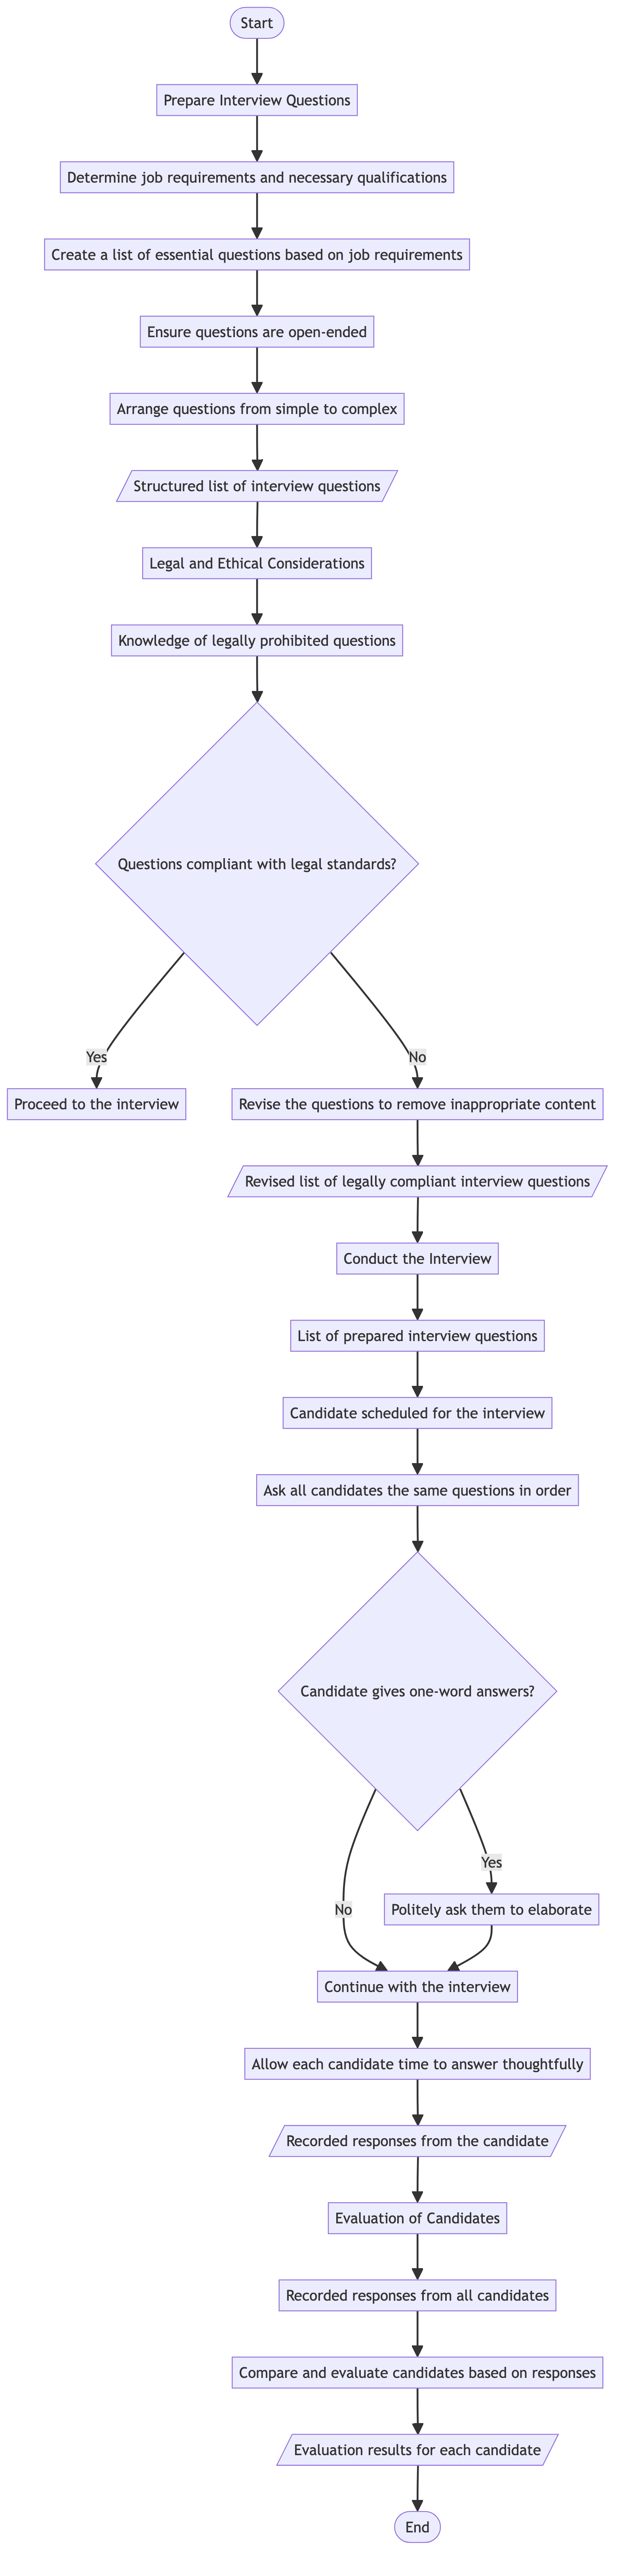 Start
Prepare Interview Questions
Determine job requirements and necessary qualifications
Create a list of essential questions based on job requirements
Ensure questions are open-ended
Arrange questions from simple to complex
Structured list of interview questions
Legal and Ethical Considerations
Knowledge of legally prohibited questions
Questions compliant with legal standards?
Yes
No
Proceed to the interview
Revise the questions to remove inappropriate content
Revised list of legally compliant interview questions
Conduct the Interview
List of prepared interview questions
Candidate scheduled for the interview
Ask all candidates the same questions in order
Candidate gives one-word answers?
Yes
No
Politely ask them to elaborate
Continue with the interview
Allow each candidate time to answer thoughtfully
Recorded responses from the candidate
Evaluation of Candidates
Recorded responses from all candidates
Compare and evaluate candidates based on responses
Evaluation results for each candidate
End